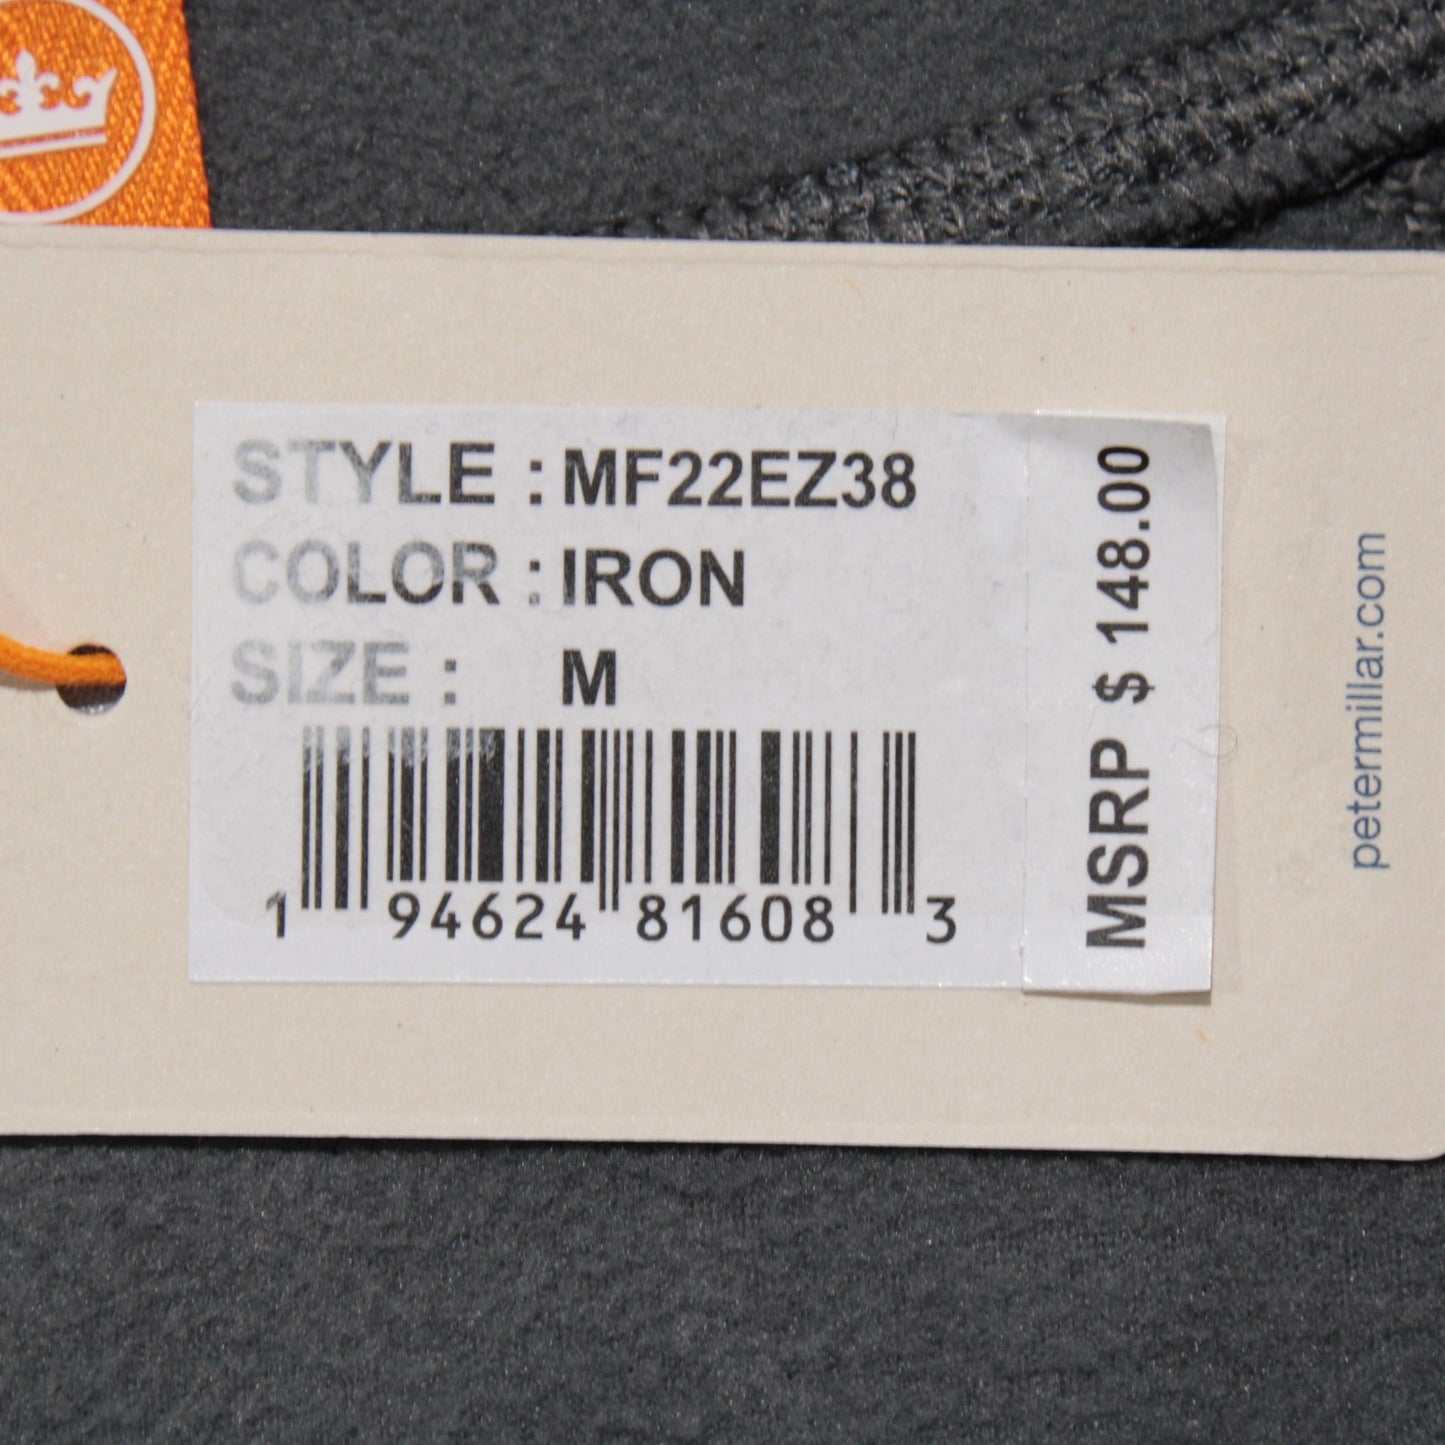 STYLE : MF22EZ38
COLOR : IRON
SIZE : M
1 94624 81608 3
MSRP $ 148.00
petermillar.com